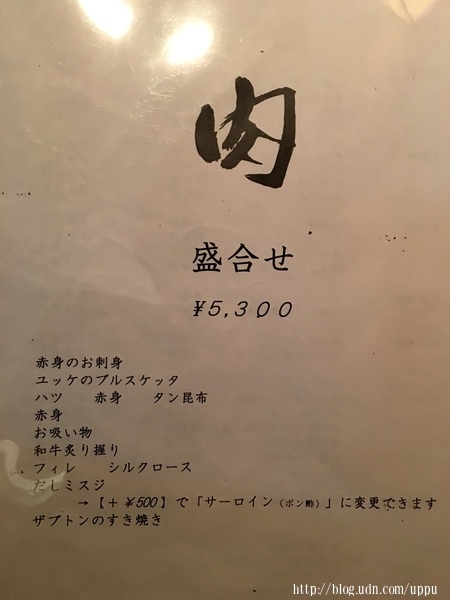 肉
盛合せ
¥5,300
赤身のお刺身
ユッケのブルスケッタ
ハツ　赤身　タン昆布
赤身
お吸い物
和牛炙り握り
フィレ　シルクロース
だしミスジ
→【＋¥500】で「サーロイン（ポン酢）」に変更できます
ザブトンのすき焼き
http://blog.udn.com/uppu